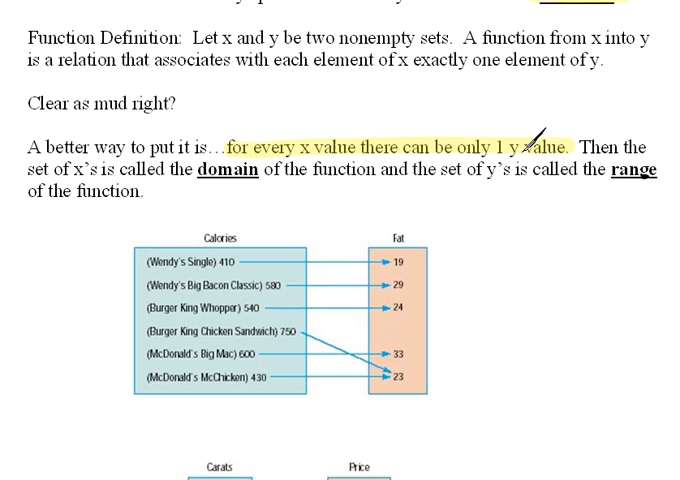 Function Definition: Let x and y be two nonempty sets. A function from x into y
is a relation that associates with each element of x exactly one element of y.
Clear as mud right?
A better way to put it is…for every x value there can be only 1 y value. Then the
set of x's is called the domain of the function and the set of y's is called the range
of the function.
Calories Fat
(Wendy's Single) 410 19
(Wendy's Big Bacon Classic) 580 29
(Burger King Whopper) 540 24
(Burger King Chicken Sandwich) 750
(McDonald's Big Mac) 600 33
(McDonald's McChicken) 430 23
Carats Price